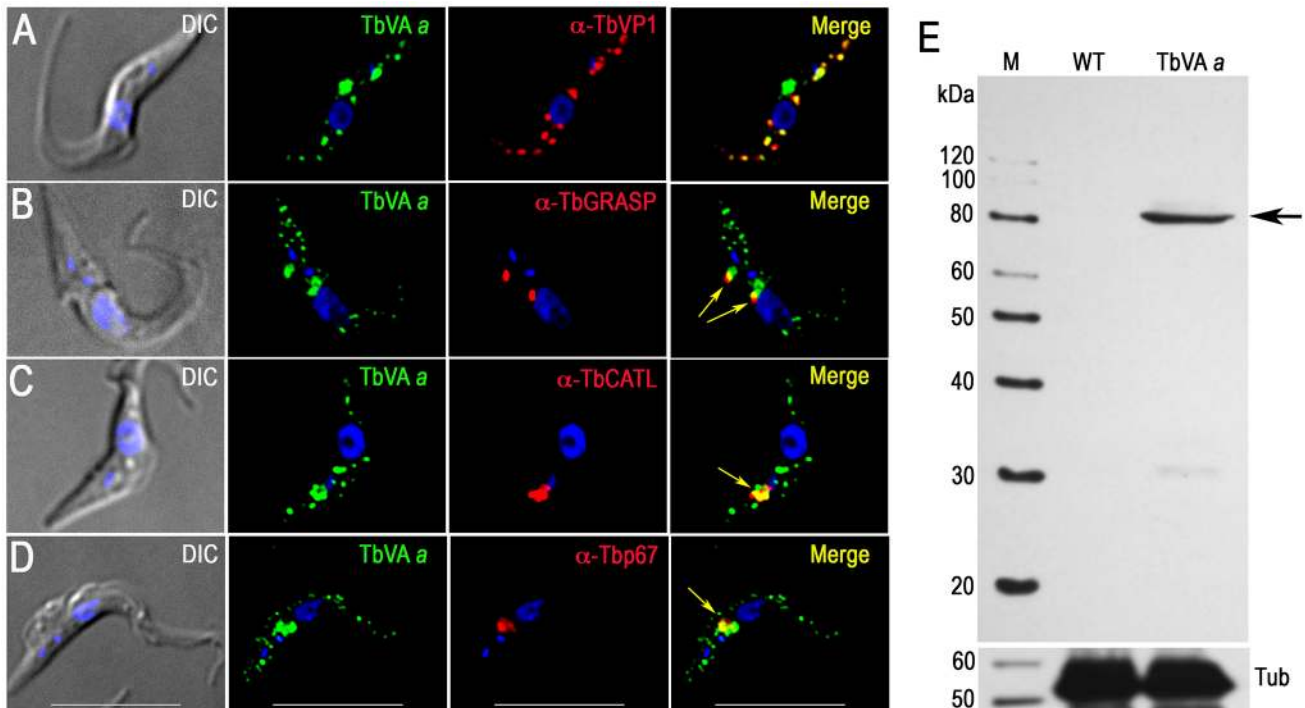 A DIC TbVA a α-TbVP1 Merge
B DIC TbVA a α-TbGRASP Merge
C DIC TbVA a α-TbCATL Merge
D DIC TbVA a α-Tbp67 Merge
E
M WT TbVA a
kDa
120
100
80
60
50
40
30
20
60
50
Tub